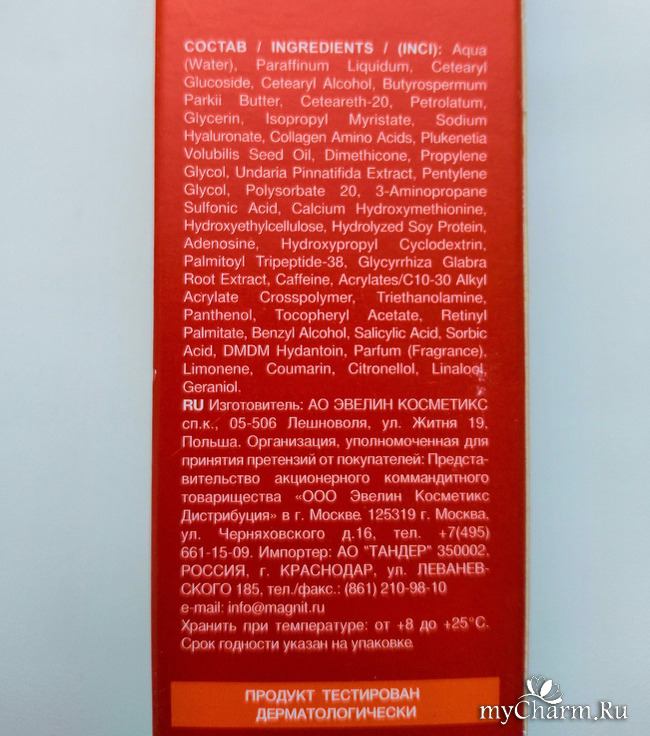 СОСТАВ / INGREDIENTS / (INCI): Aqua
(Water), Paraffinum Liquidum, Cetearyl
Glucoside, Cetearyl Alcohol, Butyrospermum
Parkii Butter, Ceteareth-20, Petrolatum,
Glycerin, Isopropyl Myristate, Sodium
Hyaluronate, Collagen Amino Acids, Plukenetia
Volubilis Seed Oil, Dimethicone, Propylene
Glycol, Undaria Pinnatifida Extract, Pentylene
Glycol, Polysorbate 20, 3-Aminopropane
Sulfonic Acid, Calcium Hydroxymethionine,
Hydroxyethylcellulose, Hydrolyzed Soy Protein,
Adenosine, Hydroxypropyl Cyclodextrin,
Palmitoyl Tripeptide-38, Glycyrrhiza Glabra
Root Extract, Caffeine, Acrylates/C10-30 Alkyl
Acrylate Crosspolymer, Triethanolamine,
Panthenol, Tocopheryl Acetate, Retinyl
Palmitate, Benzyl Alcohol, Salicylic Acid, Sorbic
Acid, DMDM Hydantoin, Parfum (Fragrance),
Limonene, Coumarin, Citronellol, Linalool,
Geraniol.
RU Изготовитель: АО ЭВЕЛИН КОСМЕТИКС
сп.к., 05-506 Лешноволя, ул. Житня 19,
Польша. Организация, уполномоченная для
принятия претензий от покупателей: Предста-
вительство акционерного коммандитного
товарищества «ООО Эвелин Косметикс
Дистрибуция» в г. Москве. 125319 г. Москва,
ул. Черняховского д.16, тел. +7(495)
661-15-09. Импортер: АО "ТАНДЕР" 350002,
РОССИЯ, г. КРАСНОДАР, ул. ЛЕВАНЕВ-
СКОГО 185, тел./факс.: (861) 210-98-10
e-mail: info@magnit.ru
Хранить при температуре: от +8 до +25°C.
Срок годности указан на упаковке.
ПРОДУКТ ТЕСТИРОВАН
ДЕРМАТОЛОГИЧЕСКИ
myCharm.Ru